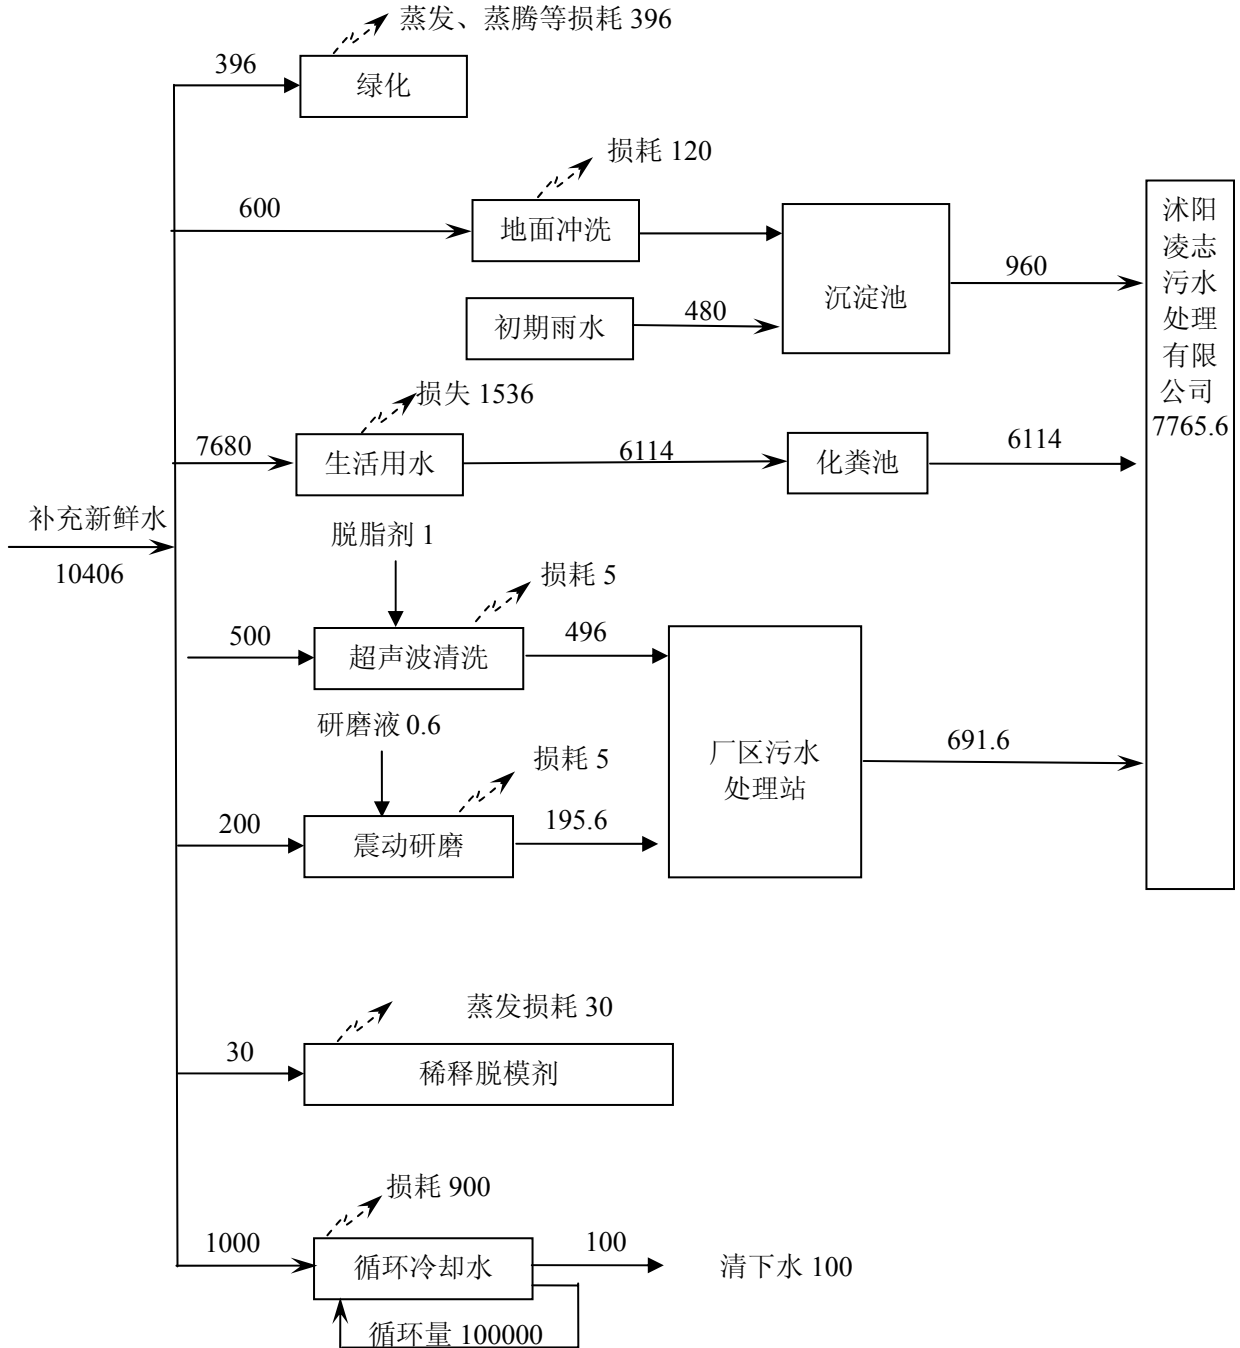 蒸发、蒸腾等损耗 396
396
绿化
损耗 120
600
地面冲洗
初期雨水
480
沉淀池
960
沭阳
凌志
污水
处理
有限
公司
7765.6
损失 1536
7680
生活用水
6114
化粪池
6114
补充新鲜水
10406
脱脂剂 1
损耗 5
500
超声波清洗
496
研磨液 0.6
损耗 5
200
震动研磨
195.6
厂区污水
处理站
691.6
蒸发损耗 30
30
稀释脱模剂
损耗 900
1000
循环冷却水
100
清下水 100
循环量 100000